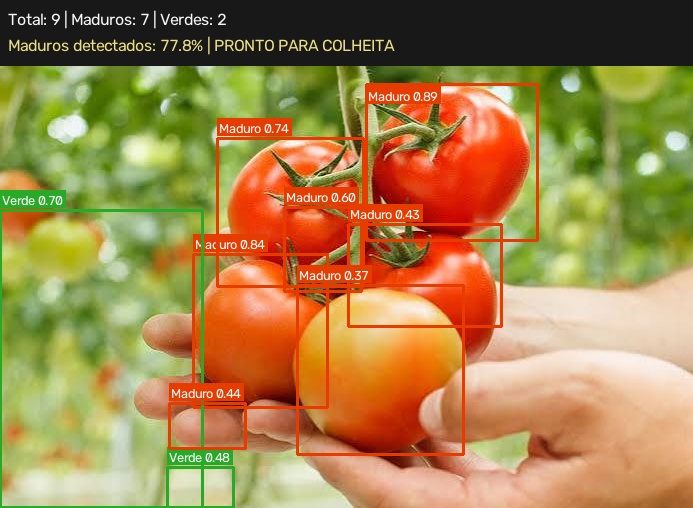 Total: 9 | Maduros: 7 | Verdes: 2
Maduros detectados: 77.8% | PRONTO PARA COLHEITA
Maduro 0.89
Maduro 0.74
Maduro 0.60
Verde 0.70
Maduro 0.43
Maduro 0.84
Maduro 0.37
Maduro 0.44
Verde 0.48